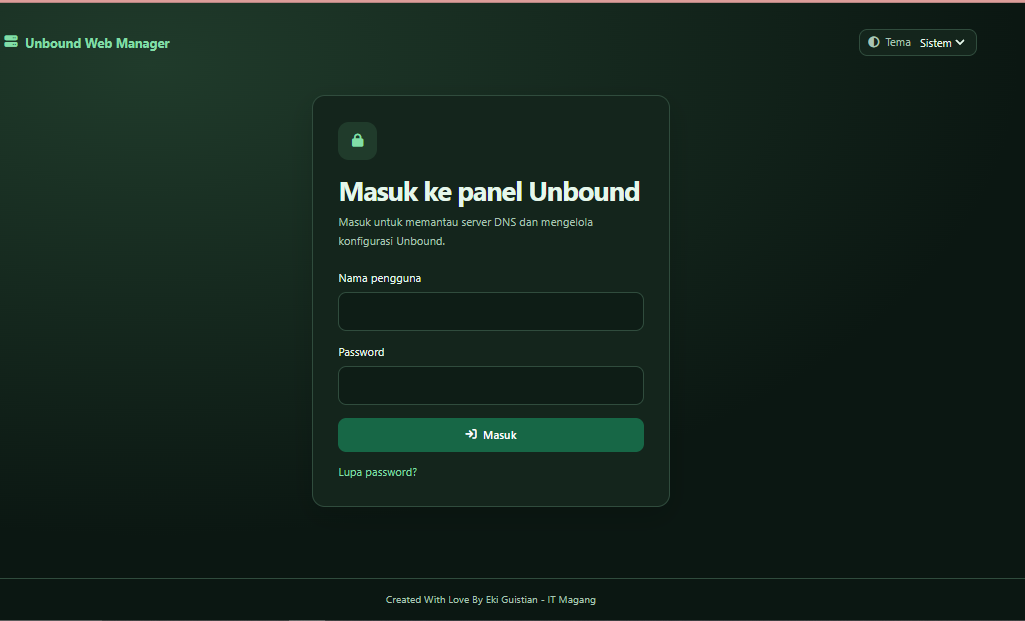 Unbound Web Manager
Tema Sistem
Masuk ke panel Unbound
Masuk untuk memantau server DNS dan mengelola
konfigurasi Unbound.
Nama pengguna
Password
Masuk
Lupa password?
Created With Love By Eki Guistian - IT Magang